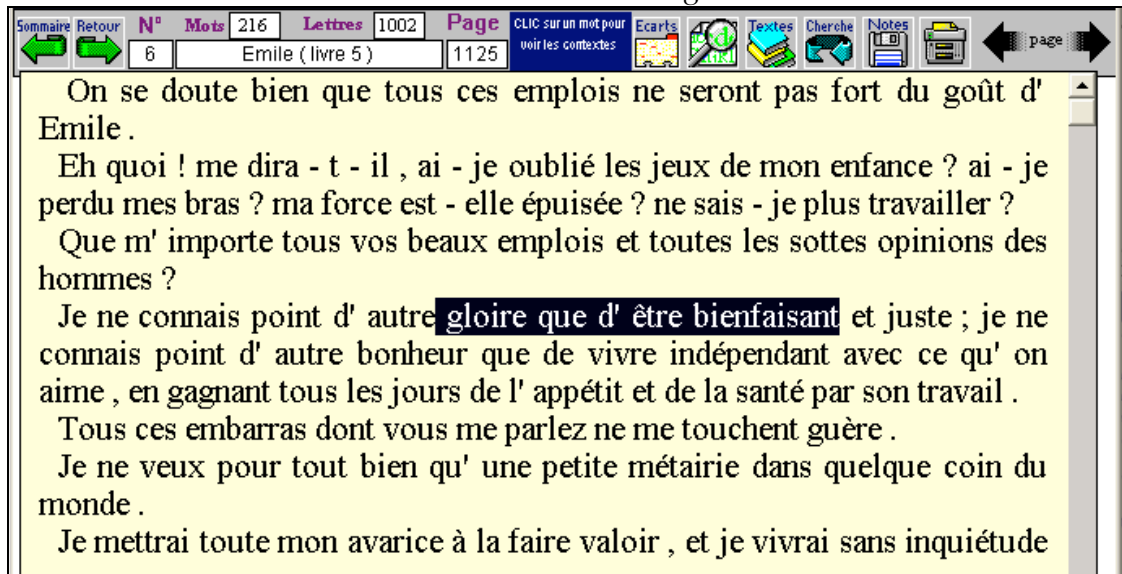 Sommaire Retour N° Mots 216 Lettres 1002 Page CLIC sur un mot pour voir les contextes Ecarts Textes Cherche Notes page
6 Emile ( livre 5 ) 1125
On se doute bien que tous ces emplois ne seront pas fort du goût d'
Emile .
Eh quoi ! me dira - t - il , ai - je oublié les jeux de mon enfance ? ai - je
perdu mes bras ? ma force est - elle épuisée ? ne sais - je plus travailler ?
Que m' importe tous vos beaux emplois et toutes les sottes opinions des
hommes ?
Je ne connais point d' autre gloire que d' être bienfaisant et juste ; je ne
connais point d' autre bonheur que de vivre indépendant avec ce qu' on
aime , en gagnant tous les jours de l' appétit et de la santé par son travail .
Tous ces embarras dont vous me parlez ne me touchent guère .
Je ne veux pour tout bien qu' une petite métairie dans quelque coin du
monde .
Je mettrai toute mon avarice à la faire valoir , et je vivrai sans inquiétude